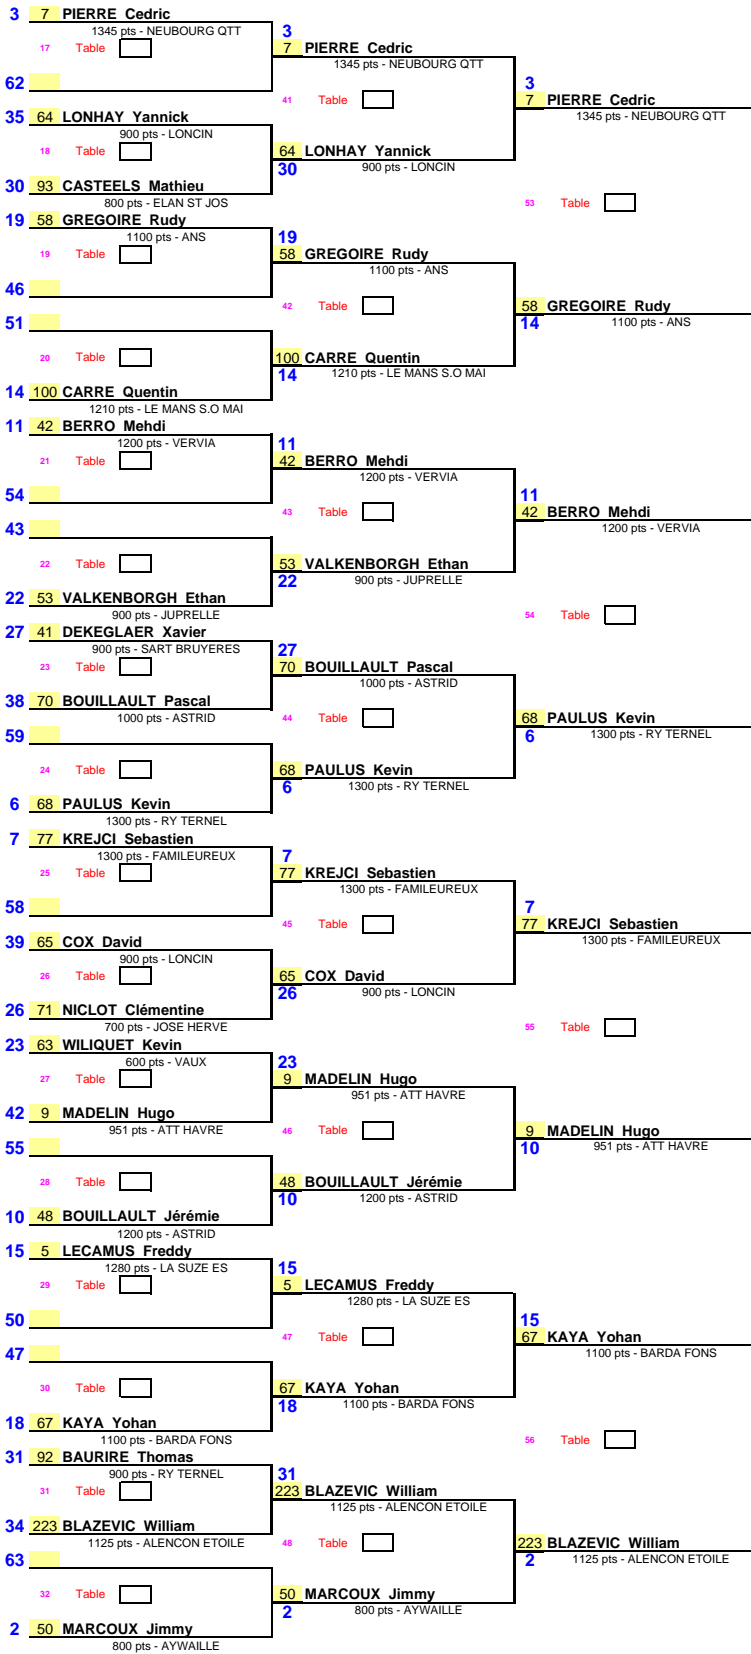 3 7 PIERRE Cedric
1345 pts - NEUBOURG QTT
17 Table
62
35 64 LONHAY Yannick
900 pts - LONCIN
18 Table
30 93 CASTEELS Mathieu
800 pts - ELAN ST JOS
19 58 GREGOIRE Rudy
1100 pts - ANS
19 Table
46
51
20 Table
14 100 CARRE Quentin
1210 pts - LE MANS S.O MAI
11 42 BERRO Mehdi
1200 pts - VERVIA
21 Table
54
43
22 Table
22 53 VALKENBORGH Ethan
900 pts - JUPRELLE
27 41 DEKEGLAER Xavier
900 pts - SART BRUYERES
23 Table
38 70 BOUILLAULT Pascal
1000 pts - ASTRID
59
24 Table
6 68 PAULUS Kevin
1300 pts - RY TERNEL
7 77 KREJCI Sebastien
1300 pts - FAMILEUREUX
25 Table
58
39 65 COX David
900 pts - LONCIN
26 Table
26 71 NICLOT Clémentine
700 pts - JOSE HERVE
23 63 WILIQUET Kevin
600 pts - VAUX
27 Table
42 9 MADELIN Hugo
951 pts - ATT HAVRE
55
28 Table
10 48 BOUILLAULT Jérémie
1200 pts - ASTRID
15 5 LECAMUS Freddy
1280 pts - LA SUZE ES
29 Table
50
47
30 Table
18 67 KAYA Yohan
1100 pts - BARDA FONS
31 92 BAURIRE Thomas
900 pts - RY TERNEL
31 Table
34 223 BLAZEVIC William
1125 pts - ALENCON ETOILE
63
32 Table
2 50 MARCOUX Jimmy
800 pts - AYWAILLE
3
7 PIERRE Cedric
1345 pts - NEUBOURG QTT
41 Table
64 LONHAY Yannick
30 900 pts - LONCIN
19
58 GREGOIRE Rudy
1100 pts - ANS
42 Table
100 CARRE Quentin
14 1210 pts - LE MANS S.O MAI
11
42 BERRO Mehdi
1200 pts - VERVIA
43 Table
53 VALKENBORGH Ethan
22 900 pts - JUPRELLE
27
70 BOUILLAULT Pascal
1000 pts - ASTRID
44 Table
68 PAULUS Kevin
6 1300 pts - RY TERNEL
7
77 KREJCI Sebastien
1300 pts - FAMILEUREUX
45 Table
65 COX David
26 900 pts - LONCIN
23
9 MADELIN Hugo
951 pts - ATT HAVRE
46 Table
48 BOUILLAULT Jérémie
10 1200 pts - ASTRID
15
5 LECAMUS Freddy
1280 pts - LA SUZE ES
47 Table
67 KAYA Yohan
18 1100 pts - BARDA FONS
31
223 BLAZEVIC William
1125 pts - ALENCON ETOILE
48 Table
50 MARCOUX Jimmy
2 800 pts - AYWAILLE
3
7 PIERRE Cedric
1345 pts - NEUBOURG QTT
53 Table
58 GREGOIRE Rudy
14 1100 pts - ANS
11
42 BERRO Mehdi
1200 pts - VERVIA
54 Table
68 PAULUS Kevin
6 1300 pts - RY TERNEL
7
77 KREJCI Sebastien
1300 pts - FAMILEUREUX
55 Table
9 MADELIN Hugo
10 951 pts - ATT HAVRE
15
67 KAYA Yohan
1100 pts - BARDA FONS
56 Table
223 BLAZEVIC William
2 1125 pts - ALENCON ETOILE